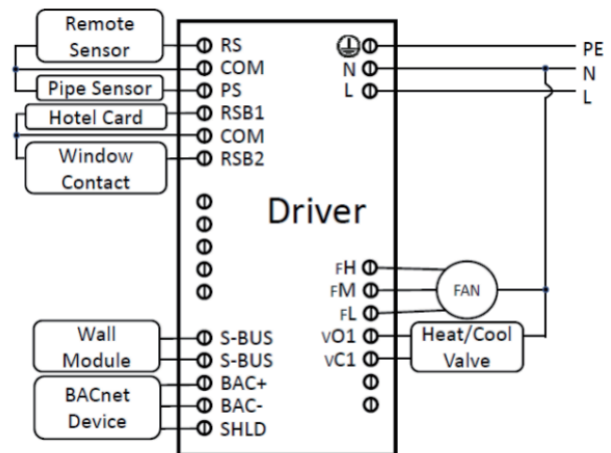 Remote
Sensor
Pipe Sensor
Hotel Card
Window
Contact
Wall
Module
BACnet
Device
RS
COM
PS
RSB1
COM
RSB2
S-BUS
S-BUS
BAC+
BAC-
SHLD
Driver
N
L
FH
FM
FL
VO1
VC1
FAN
Heat/Cool
Valve
PE
N
L